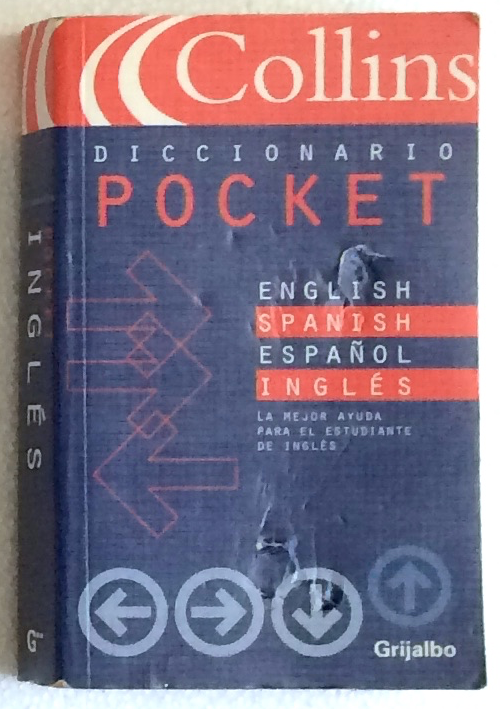 Collins
DICCIONARIO
POCKET
ENGLISH
SPANISH
ESPAÑOL
INGLÉS
LA MEJOR AYUDA
PARA EL ESTUDIANTE
DE INGLÉS
Grijalbo
INGLÉS